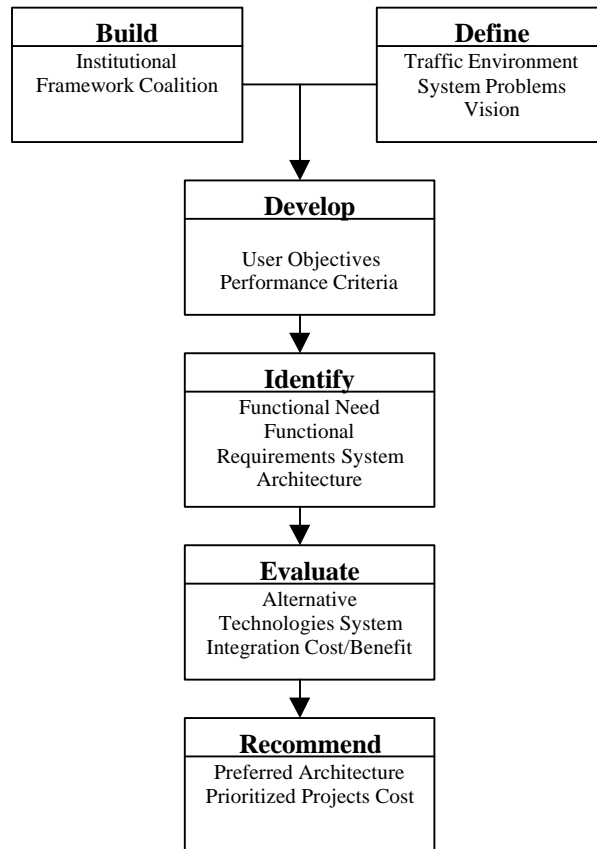 Build
Institutional
Framework Coalition
Define
Traffic Environment
System Problems
Vision
Develop
User Objectives
Performance Criteria
Identify
Functional Need
Functional
Requirements System
Architecture
Evaluate
Alternative
Technologies System
Integration Cost/Benefit
Recommend
Preferred Architecture
Prioritized Projects Cost